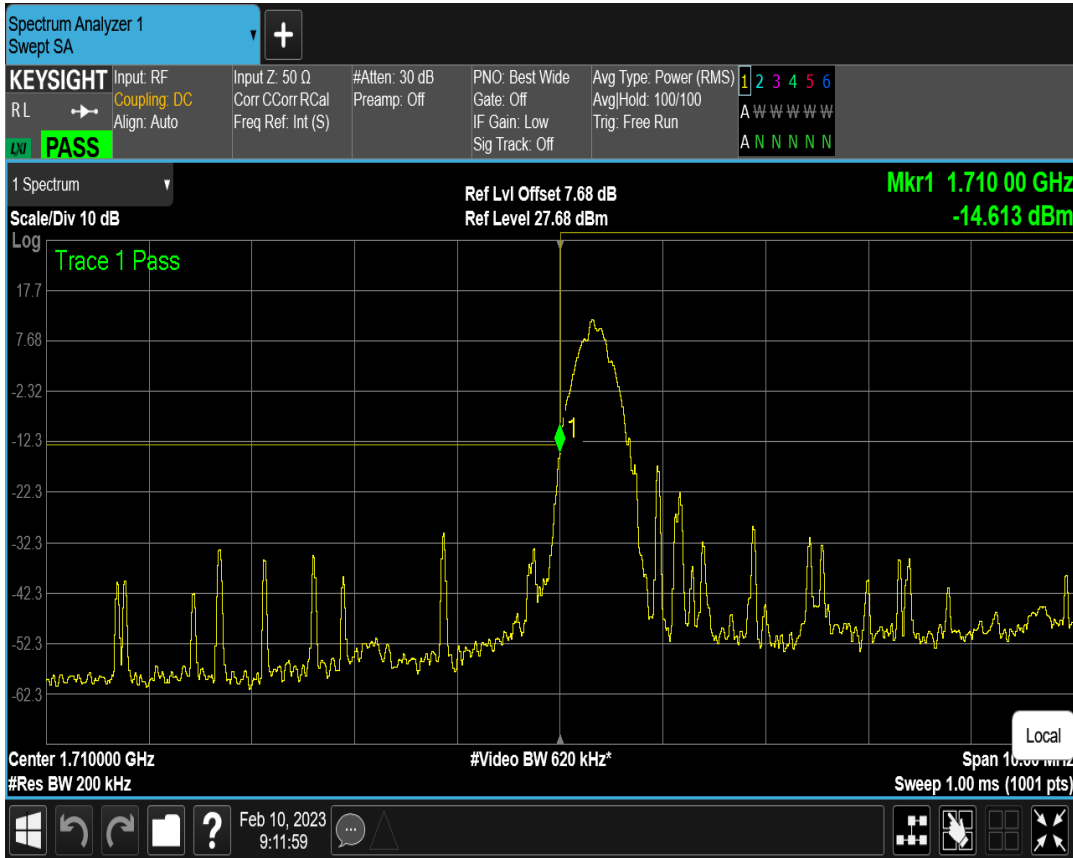 Spectrum Analyzer 1
Swept SA
+
KEYSIGHT
R L
LXI
PASS
Input: RF
Coupling: DC
Align: Auto
Input Z: 50 Ω
Corr CCorr RCal
Freq Ref: Int (S)
#Atten: 30 dB
Preamp: Off
PNO: Best Wide
Gate: Off
IF Gain: Low
Sig Track: Off
Avg Type: Power (RMS)
Avg|Hold: 100/100
Trig: Free Run
1 2 3 4 5 6
A W W W W W
A N N N N N
1 Spectrum
Scale/Div 10 dB
Ref Lvl Offset 7.68 dB
Ref Level 27.68 dBm
Mkr1 1.710 00 GHz
-14.613 dBm
Log
Trace 1 Pass
17.7
7.68
-2.32
-12.3
-22.3
-32.3
-42.3
-52.3
-62.3
1
Local
Center 1.710000 GHz
#Res BW 200 kHz
#Video BW 620 kHz*
Span 10.00 MHz
Sweep 1.00 ms (1001 pts)
?
Feb 10, 2023
9:11:59